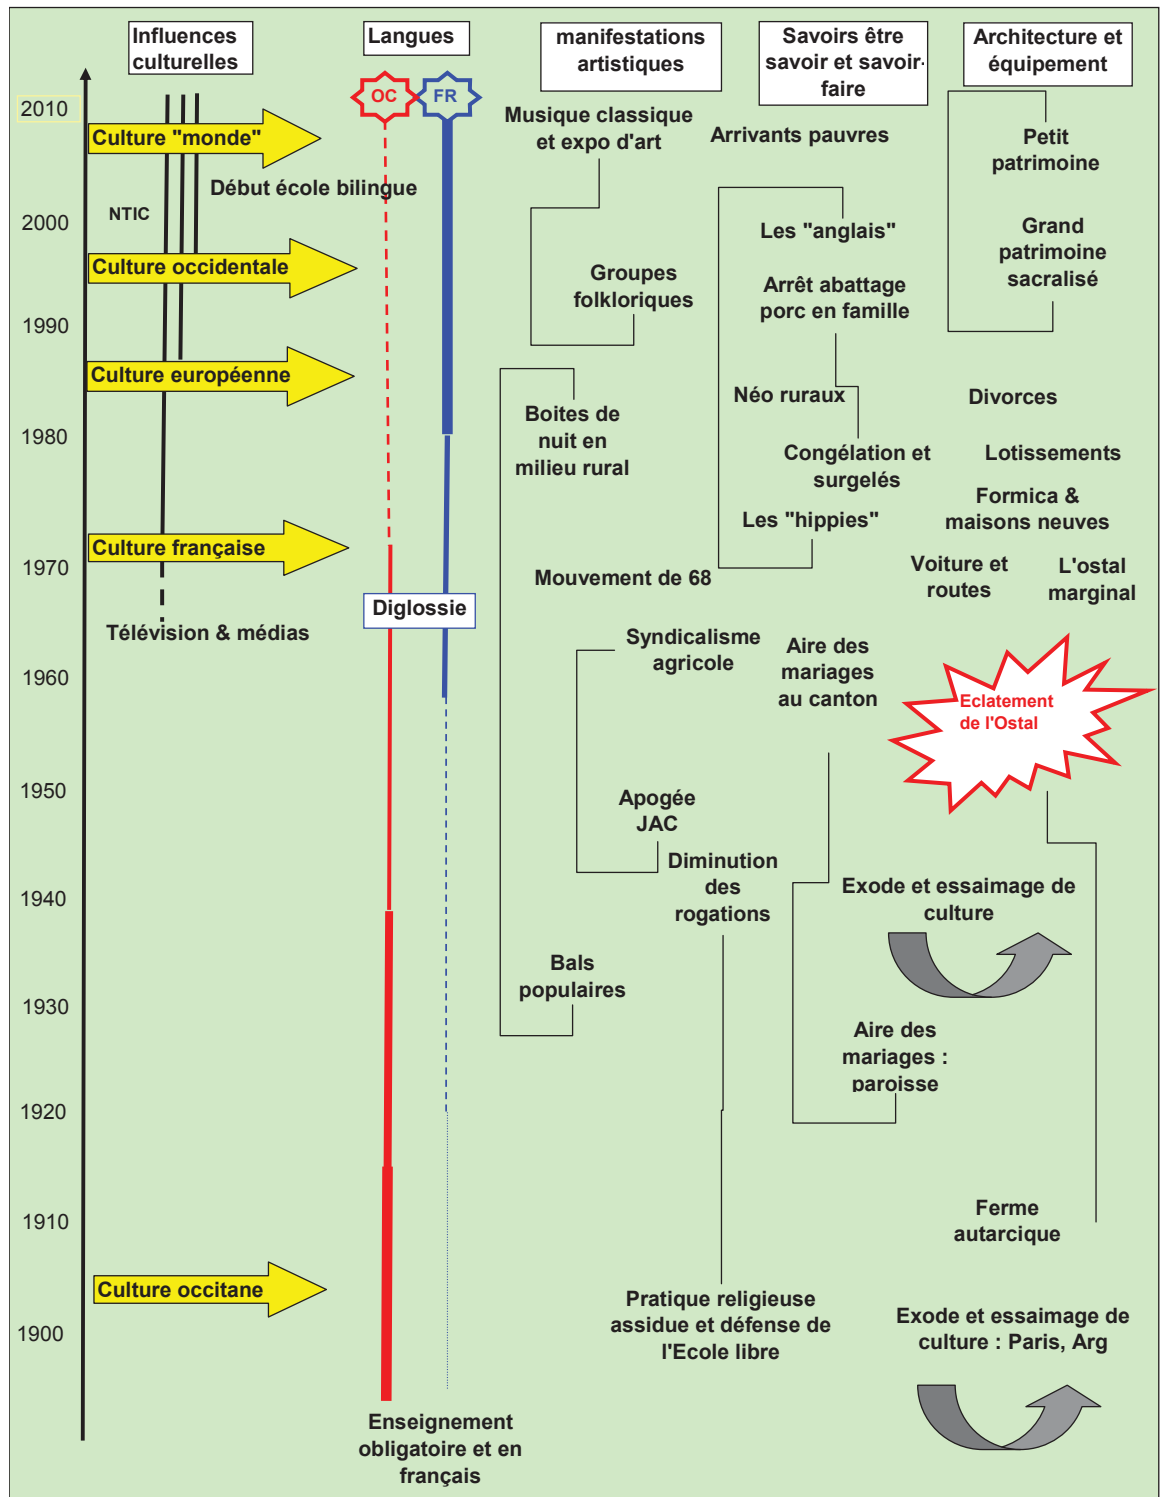 Influences
culturelles
Langues
manifestations
artistiques
Savoirs être
savoir et savoir-
faire
Architecture et
équipement
2010
2000
1990
1980
1970
1960
1950
1940
1930
1920
1910
1900
Culture "monde"
NTIC
Début école bilingue
Culture occidentale
Culture européenne
Culture française
Télévision & médias
Culture occitane
OC
FR
Diglossie
Enseignement
obligatoire et en
français
Musique classique
et expo d'art
Groupes
folkloriques
Boites de
nuit en
milieu rural
Mouvement de 68
Syndicalisme
agricole
Apogée
JAC
Diminution
des
rogations
Bals
populaires
Pratique religieuse
assidue et défense de
l'Ecole libre
Arrivants pauvres
Les "anglais"
Arrêt abattage
porc en famille
Néo ruraux
Congélation et
surgelés
Les "hippies"
Aire des
mariages
au canton
Aire des
mariages :
paroisse
Petit
patrimoine
Grand
patrimoine
sacralisé
Divorces
Lotissements
Formica &
maisons neuves
Voiture et
routes
L'ostal
marginal
Eclatement
de l'Ostal
Exode et essaimage de
culture
Ferme
autarcique
Exode et essaimage de
culture : Paris, Arg